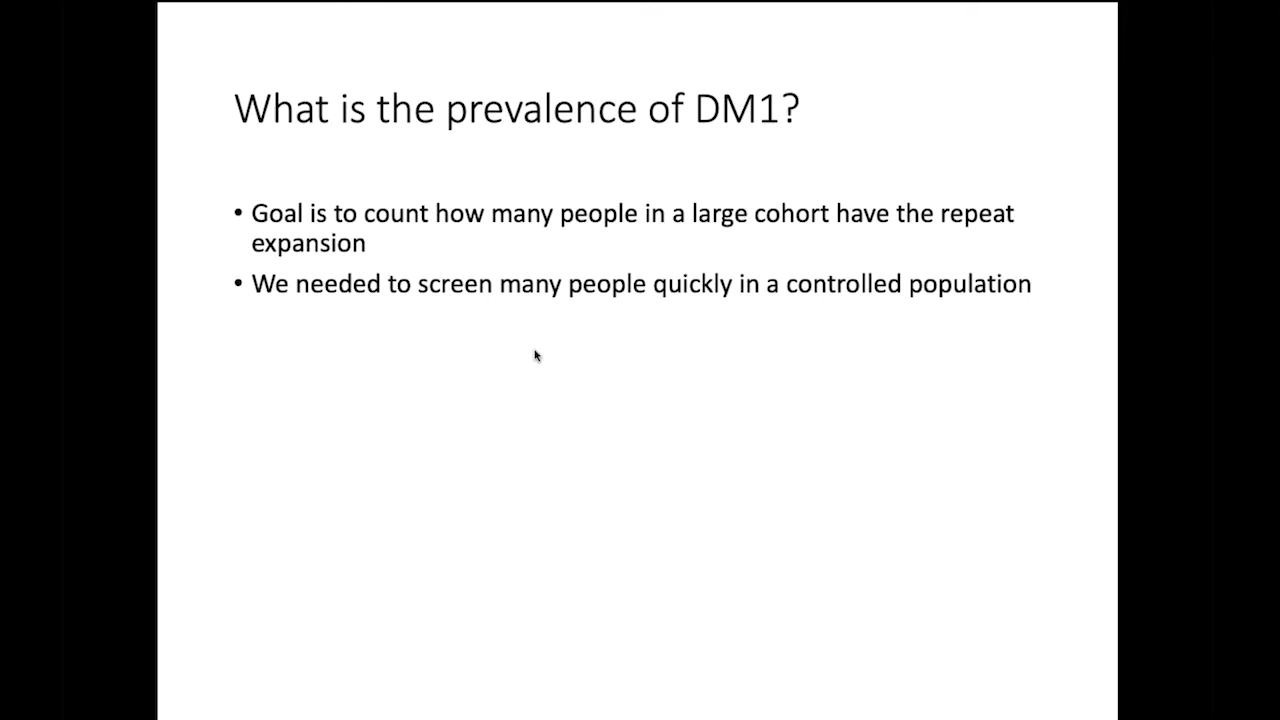 What is the prevalence of DM1?
• Goal is to count how many people in a large cohort have the repeat
expansion
• We needed to screen many people quickly in a controlled population